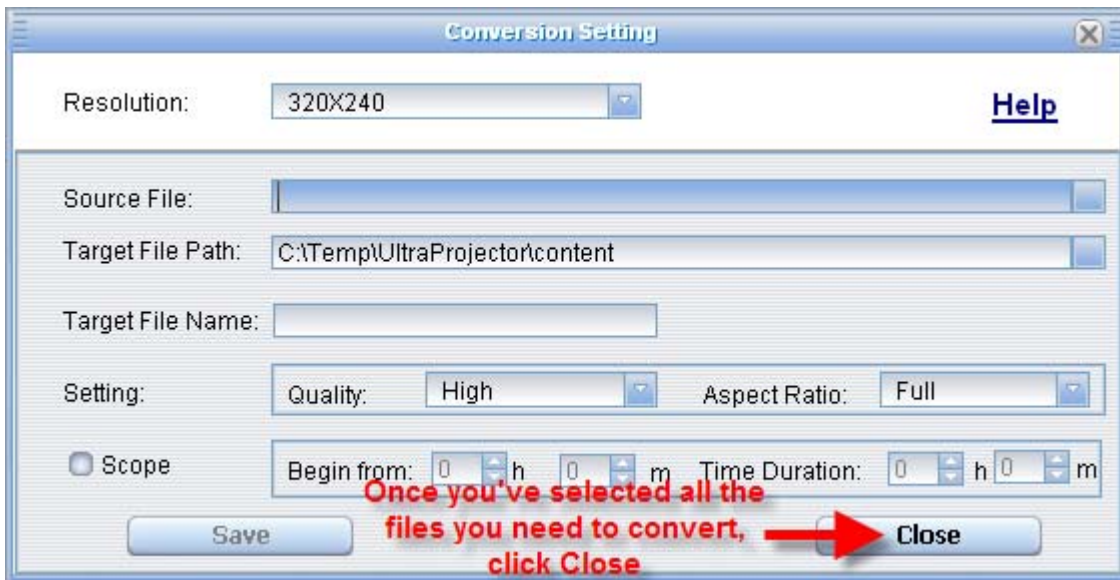 Conversion Setting
Resolution: 320X240 Help
Source File:
Target File Path: C:\Temp\UltraProjector\content
Target File Name:
Setting: Quality: High Aspect Ratio: Full
Scope Begin from: 0 h 0 m Time Duration: 0 h 0 m
Once you've selected all the
files you need to convert,
click Close
Save Close